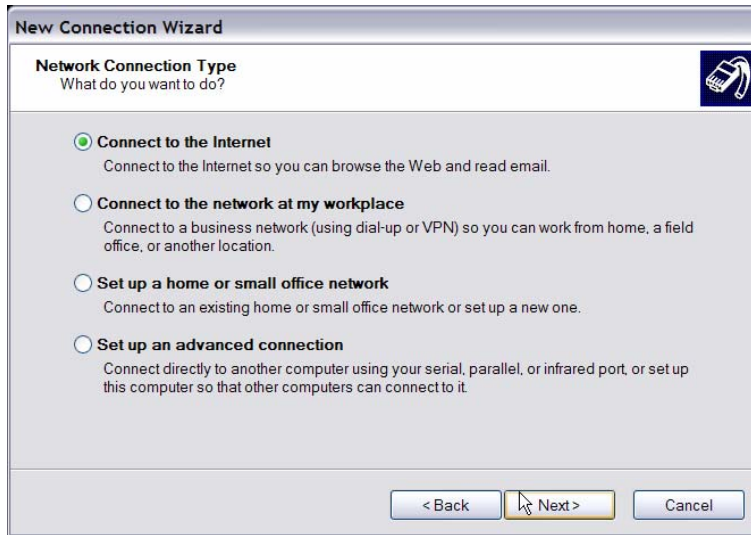 New Connection Wizard
Network Connection Type
What do you want to do?
Connect to the Internet
Connect to the Internet so you can browse the Web and read email.
Connect to the network at my workplace
Connect to a business network (using dial-up or VPN) so you can work from home, a field
office, or another location.
Set up a home or small office network
Connect to an existing home or small office network or set up a new one.
Set up an advanced connection
Connect directly to another computer using your serial, parallel, or infrared port, or set up
this computer so that other computers can connect to it.
< Back
Next >
Cancel